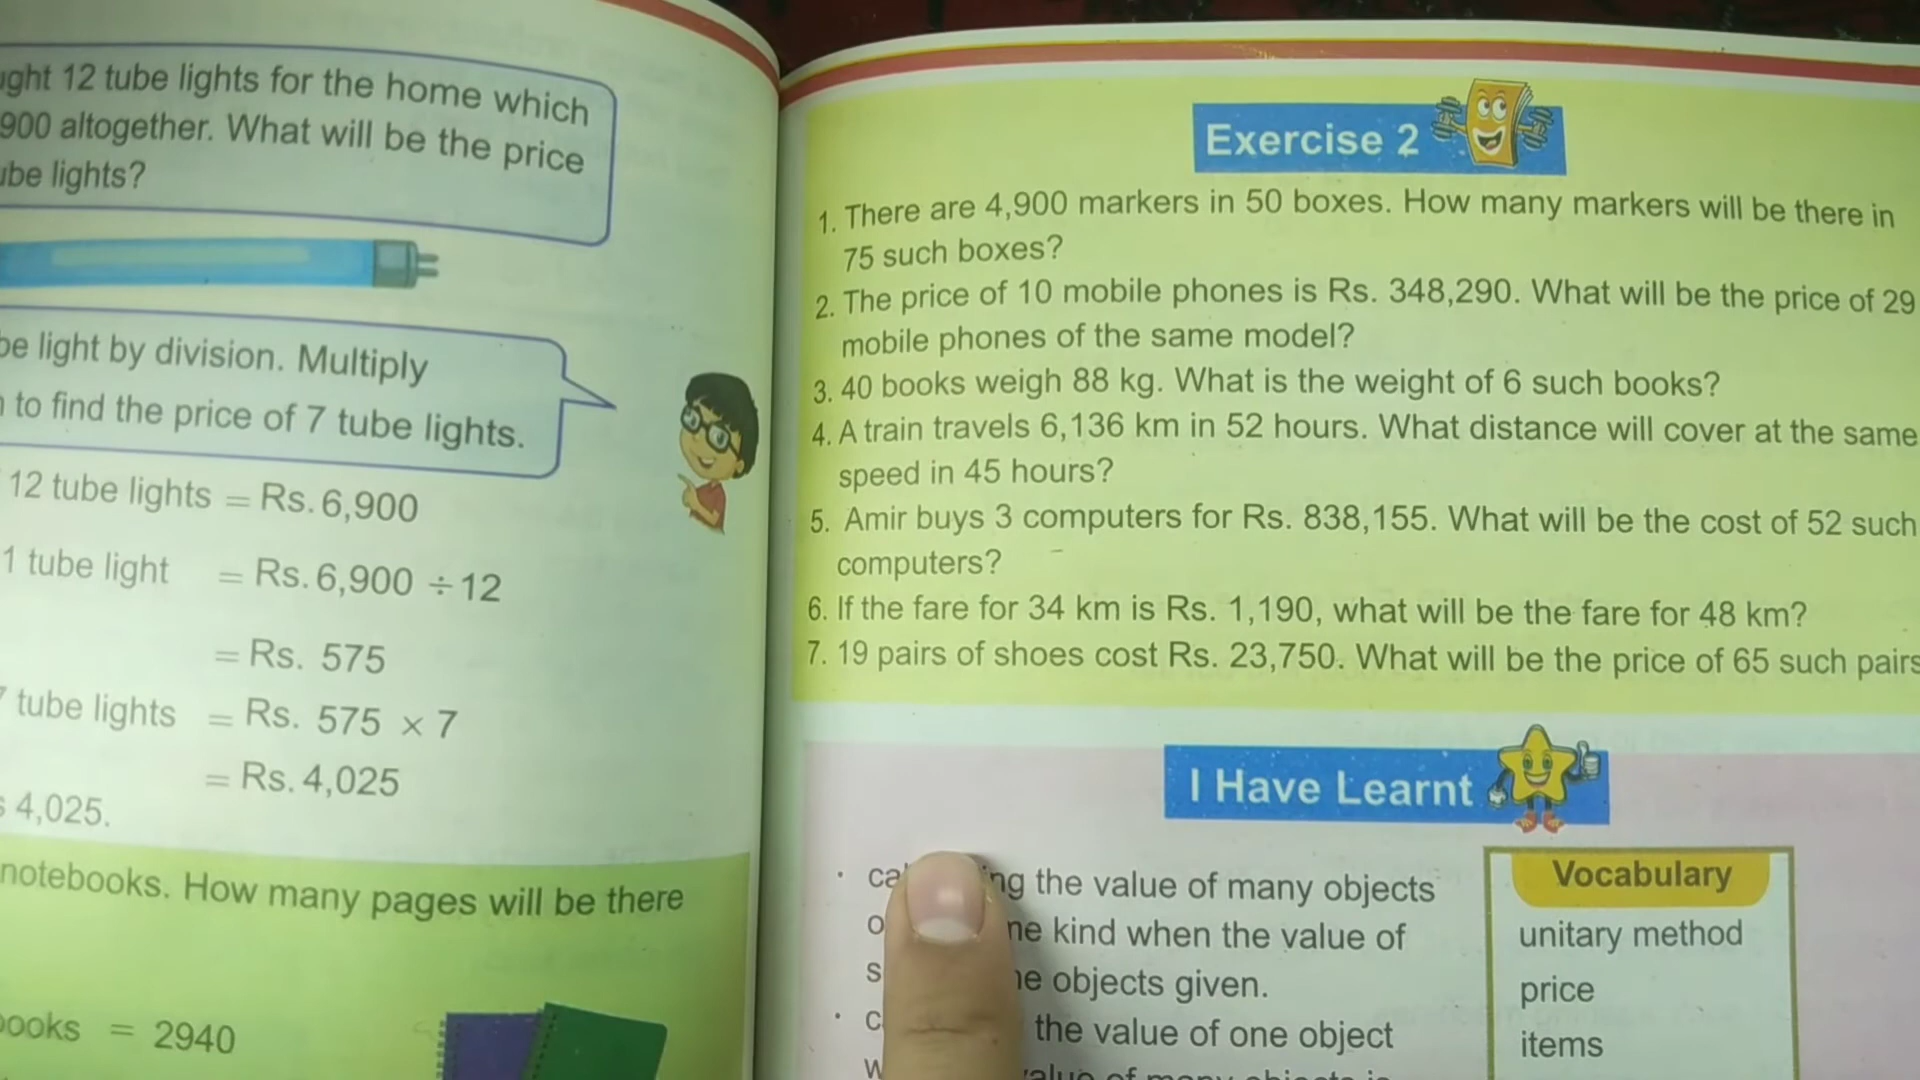 12 tube lights for the home which
900 altogether. What will be the price
lights?
light by division. Multiply
to find the price of 7 tube lights.
12 tube lights = Rs. 6,900
1 tube light = Rs. 6,900 ÷ 12
= Rs. 575
tube lights = Rs. 575 × 7
= Rs. 4,025
4,025.
notebooks. How many pages will be there
= 2940
Exercise 2
1. There are 4,900 markers in 50 boxes. How many markers will be there in
75 such boxes?
2. The price of 10 mobile phones is Rs. 348,290. What will be the price of 29
mobile phones of the same model?
3. 40 books weigh 88 kg. What is the weight of 6 such books?
4. A train travels 6,136 km in 52 hours. What distance will cover at the same
speed in 45 hours?
5. Amir buys 3 computers for Rs. 838,155. What will be the cost of 52 such
computers?
6. If the fare for 34 km is Rs. 1,190, what will be the fare for 48 km?
7. 19 pairs of shoes cost Rs. 23,750. What will be the price of 65 such pairs
I Have Learnt
the value of many objects
kind when the value of
objects given.
the value of one object
Vocabulary
unitary method
price
items